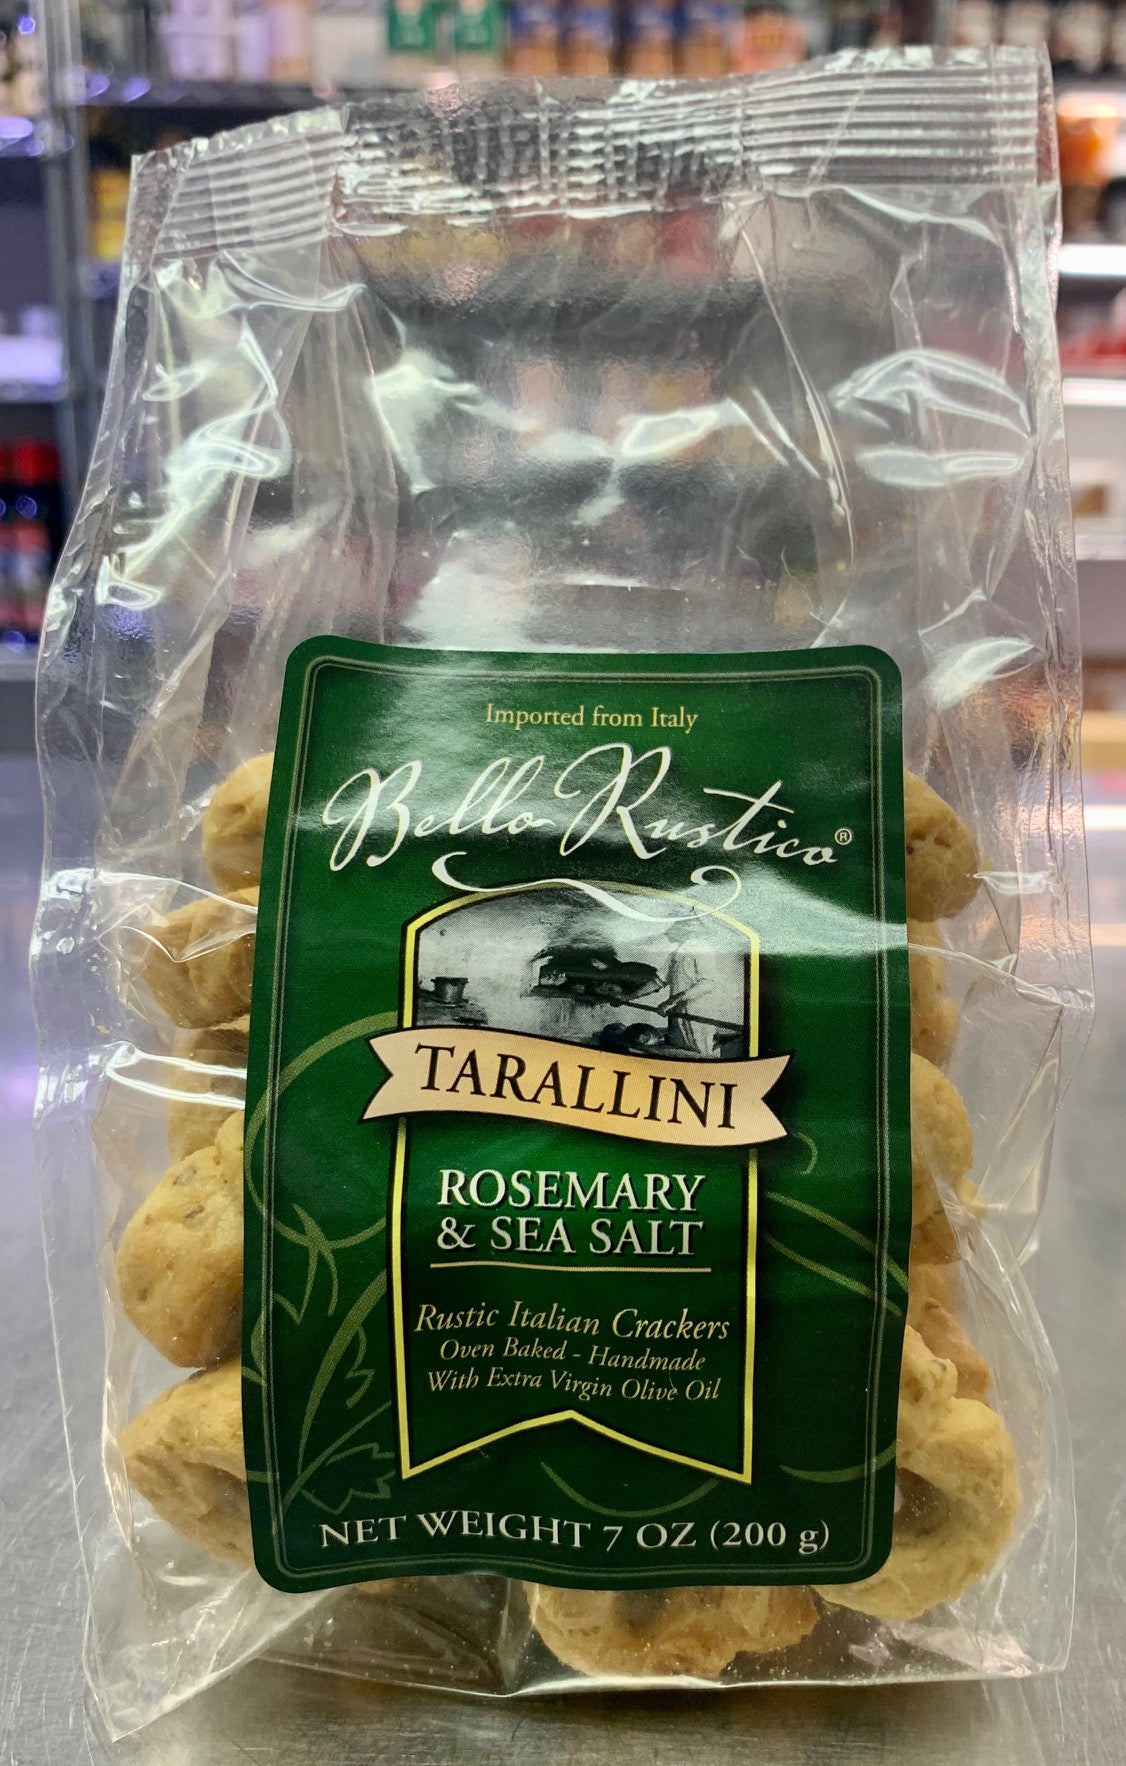 Imported from Italy
Bello Rustico®
TARALLINI
ROSEMARY
& SEA SALT
Rustic Italian Crackers
Oven Baked - Handmade
With Extra Virgin Olive Oil
NET WEIGHT 7 OZ (200 g)